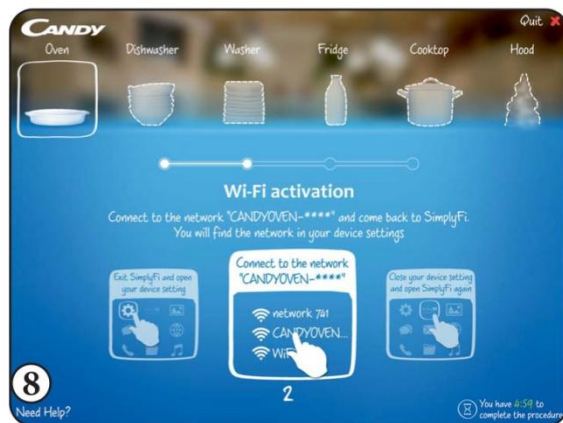 CANDY
Quit ✖
Oven Dishwasher Washer Fridge Cooktop Hood
Wi-Fi activation
Connect to the network "CANDYOVEN-****" and come back to SimplyFi.
You will find the network in your device settings
Exit SimplyFi and open
your device setting
Connect to the network
"CANDYOVEN-****"
network 741
CANDYOVEN...
WiFi
Close your device setting
and open SimplyFi again
2
8
Need Help?
You have 4:59 to
complete the procedure